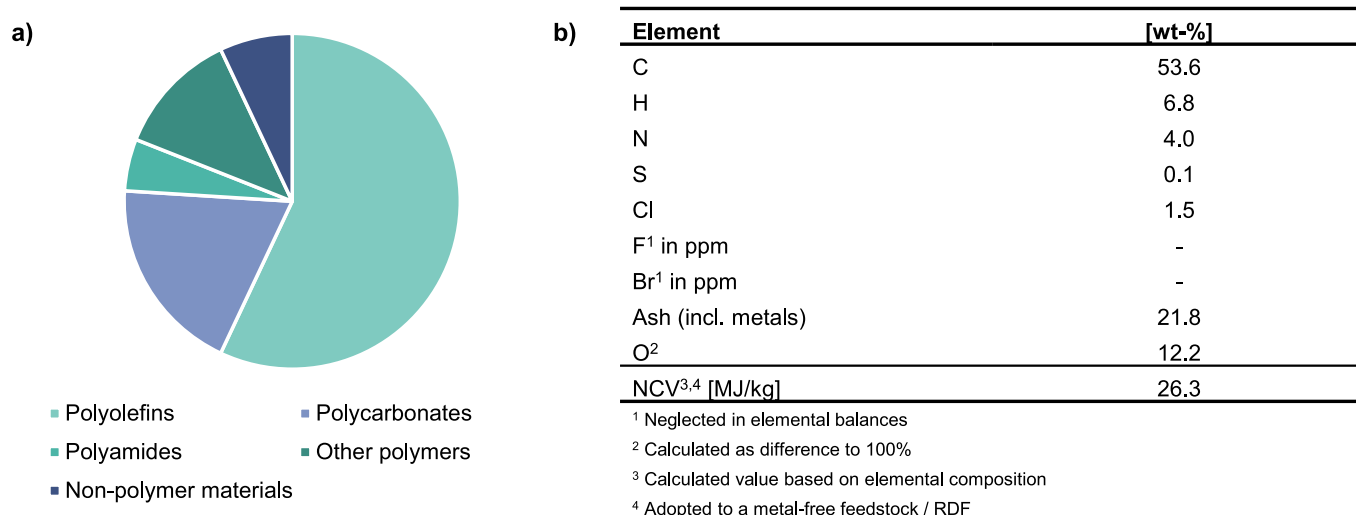 a)
Polyolefins
Polycarbonates
Polyamides
Other polymers
Non-polymer materials
b)
Element [wt-%]
C 53.6
H 6.8
N 4.0
S 0.1
Cl 1.5
F¹ in ppm -
Br¹ in ppm -
Ash (incl. metals) 21.8
O² 12.2
NCV³,⁴ [MJ/kg] 26.3
¹ Neglected in elemental balances
² Calculated as difference to 100%
³ Calculated value based on elemental composition
⁴ Adopted to a metal-free feedstock / RDF